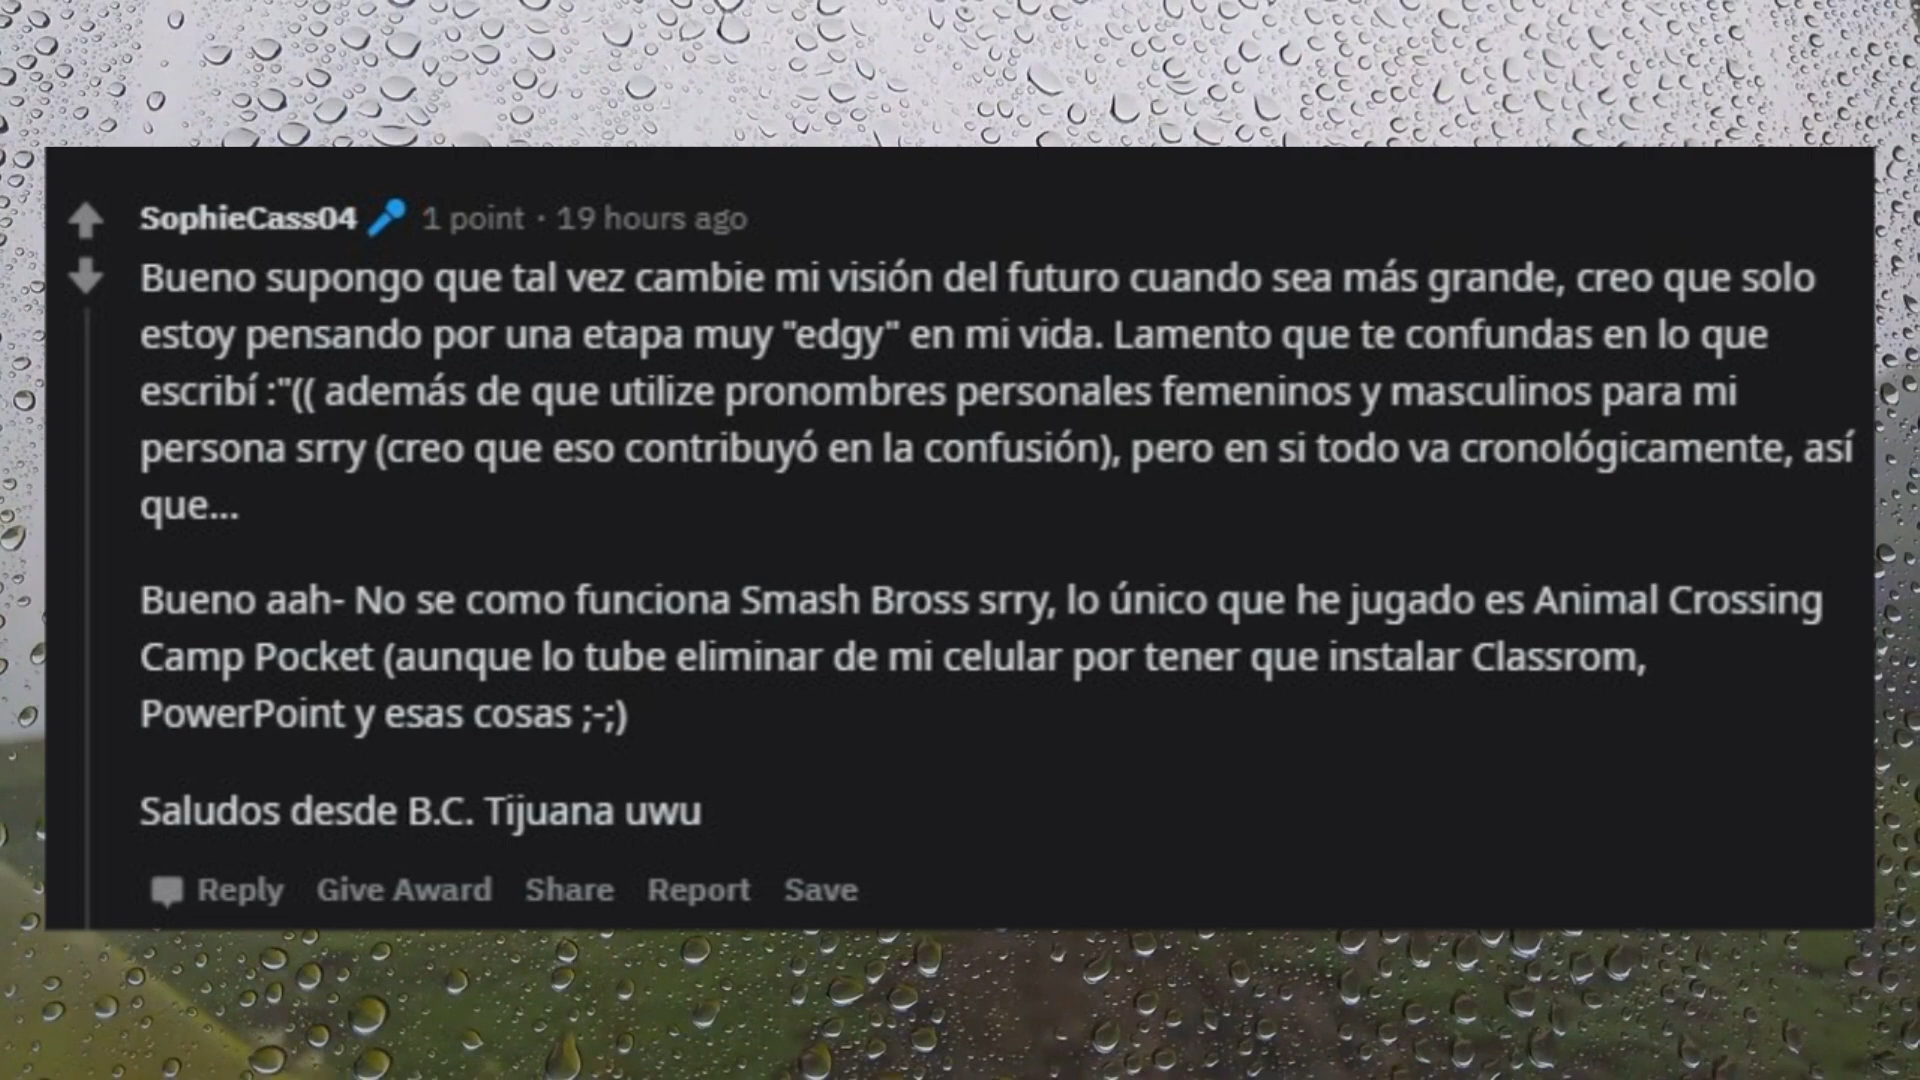 SophieCass04 1 point · 19 hours ago
Bueno supongo que tal vez cambie mi visión del futuro cuando sea más grande, creo que solo
estoy pensando por una etapa muy "edgy" en mi vida. Lamento que te confundas en lo que
escribí :"(( además de que utilize pronombres personales femeninos y masculinos para mi
persona srry (creo que eso contribuyó en la confusión), pero en si todo va cronológicamente, así
que...
Bueno aah- No se como funciona Smash Bross srry, lo único que he jugado es Animal Crossing
Camp Pocket (aunque lo tube eliminar de mi celular por tener que instalar Classrom,
PowerPoint y esas cosas ;-;)
Saludos desde B.C. Tijuana uwu
Reply Give Award Share Report Save